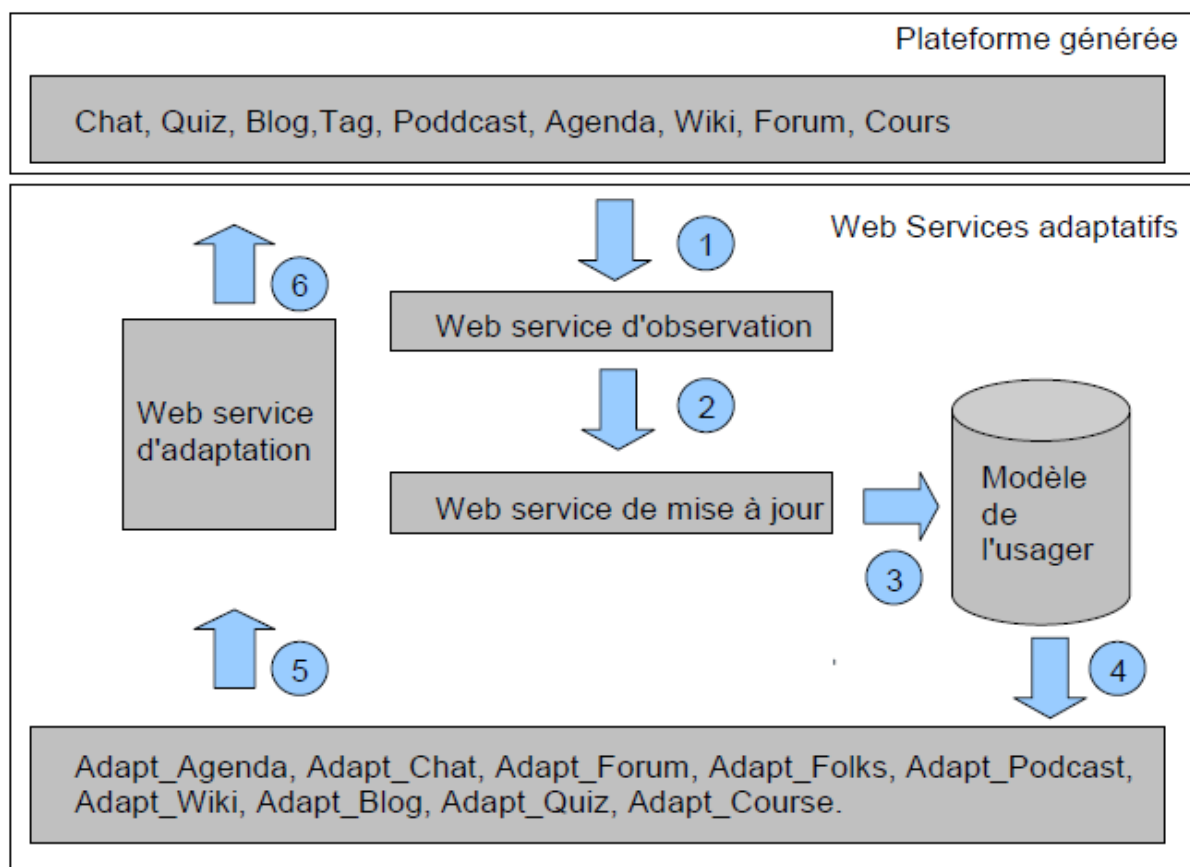 Plateforme générée
Chat, Quiz, Blog,Tag, Poddcast, Agenda, Wiki, Forum, Cours
Web Services adaptatifs
1
6
Web service d'observation
2
Web service
d'adaptation
Web service de mise à jour
Modèle
de
l'usager
3
5
4
Adapt_Agenda, Adapt_Chat, Adapt_Forum, Adapt_Folks, Adapt_Podcast,
Adapt_Wiki, Adapt_Blog, Adapt_Quiz, Adapt_Course.